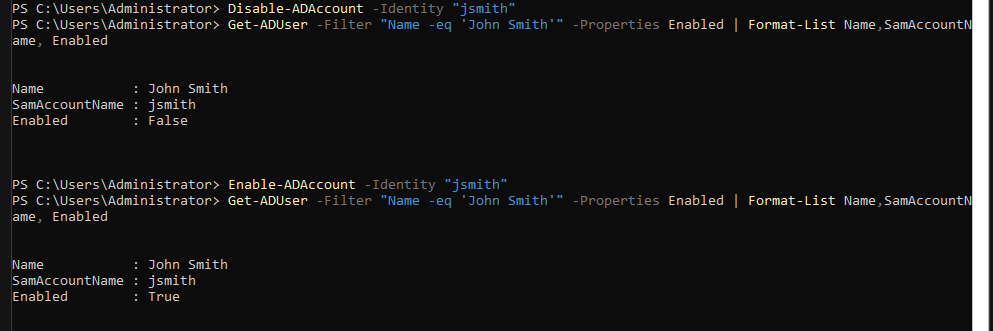 PS C:\Users\Administrator> Disable-ADAccount -Identity "jsmith"
PS C:\Users\Administrator> Get-ADUser -Filter "Name -eq 'John Smith'" -Properties Enabled | Format-List Name,SamAccountN
ame, Enabled
Name : John Smith
SamAccountName : jsmith
Enabled : False
PS C:\Users\Administrator> Enable-ADAccount -Identity "jsmith"
PS C:\Users\Administrator> Get-ADUser -Filter "Name -eq 'John Smith'" -Properties Enabled | Format-List Name,SamAccountN
ame, Enabled
Name : John Smith
SamAccountName : jsmith
Enabled : True